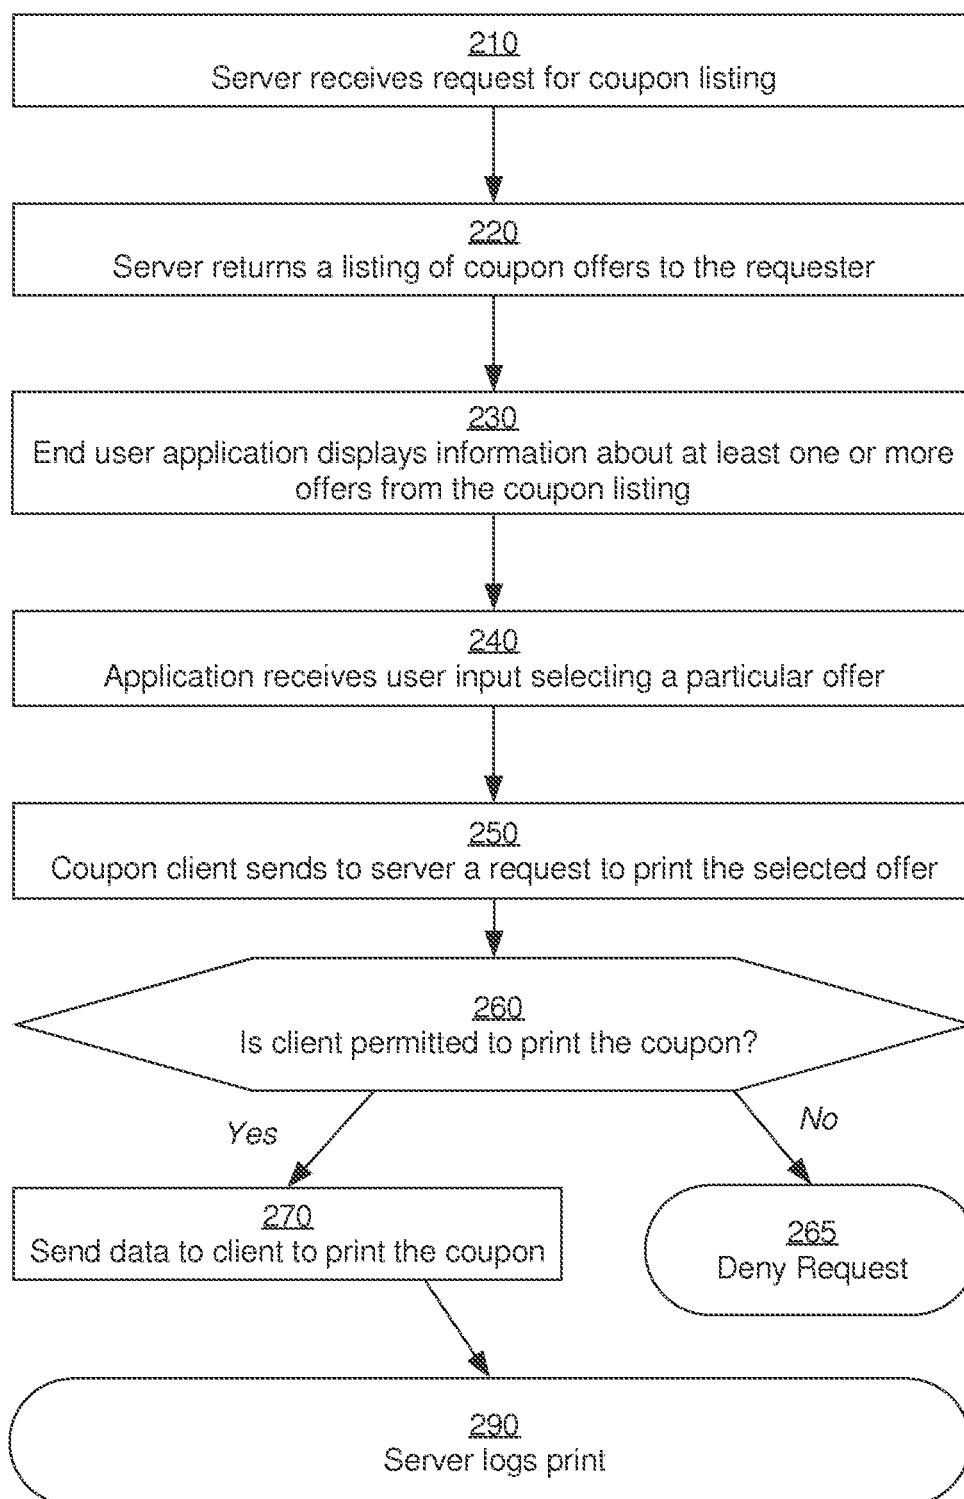 210
Server receives request for coupon listing
220
Server returns a listing of coupon offers to the requester
230
End user application displays information about at least one or more
offers from the coupon listing
240
Application receives user input selecting a particular offer
250
Coupon client sends to server a request to print the selected offer
260
Is client permitted to print the coupon?
Yes
No
270
Send data to client to print the coupon
265
Deny Request
290
Server logs print